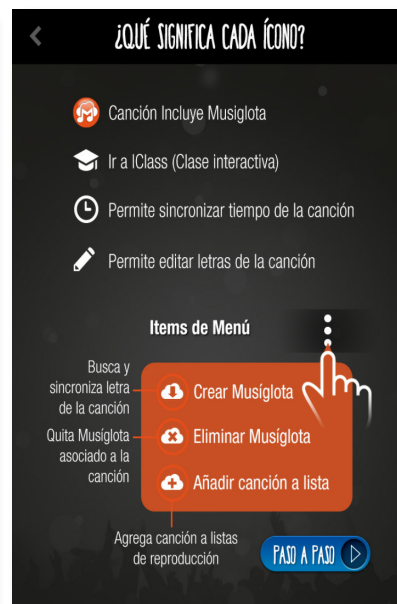 ¿QUÉ SIGNIFICA CADA ÍCONO?
Canción Incluye Musiglota
Ir a IClass (Clase interactiva)
Permite sincronizar tiempo de la canción
Permite editar letras de la canción
Items de Menú
Busca y
sincroniza letra
de la canción
Crear Musíglota
Quita Musíglota
asociado a la
canción
Eliminar Musíglota
Añadir canción a lista
Agrega canción a listas
de reproducción
PASO A PASO